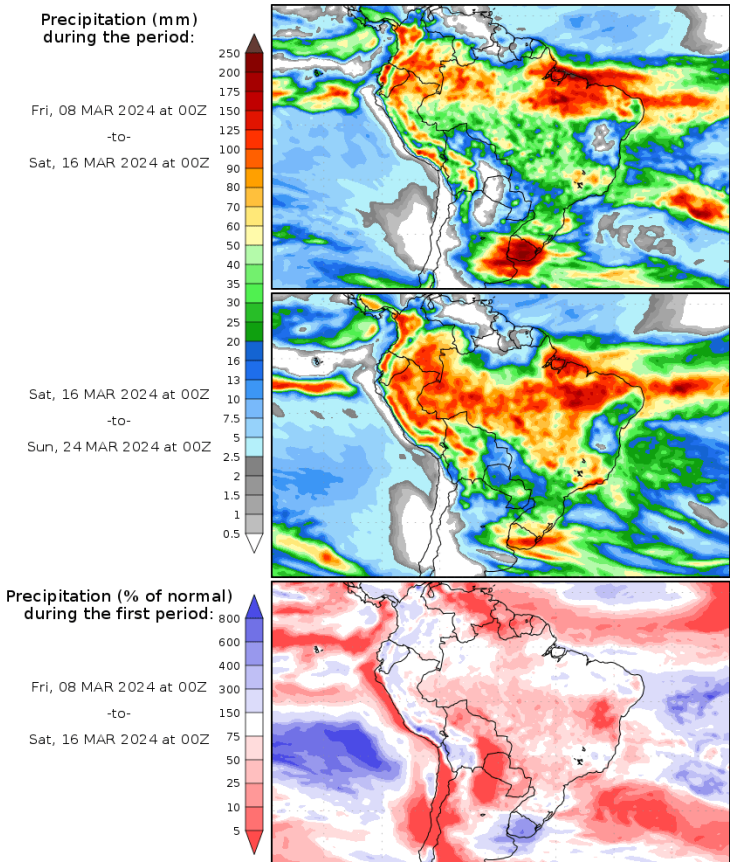 Precipitation (mm)
during the period:
250
200
175
150
125
100
90
80
70
60
50
40
35
30
25
20
16
13
10
7.5
5
2.5
2
1.5
1
0.5
Fri, 08 MAR 2024 at 00Z
-to-
Sat, 16 MAR 2024 at 00Z
Sat, 16 MAR 2024 at 00Z
-to-
Sun, 24 MAR 2024 at 00Z
Precipitation (% of normal)
during the first period:
800
600
400
300
150
75
50
25
10
5
Fri, 08 MAR 2024 at 00Z
-to-
Sat, 16 MAR 2024 at 00Z